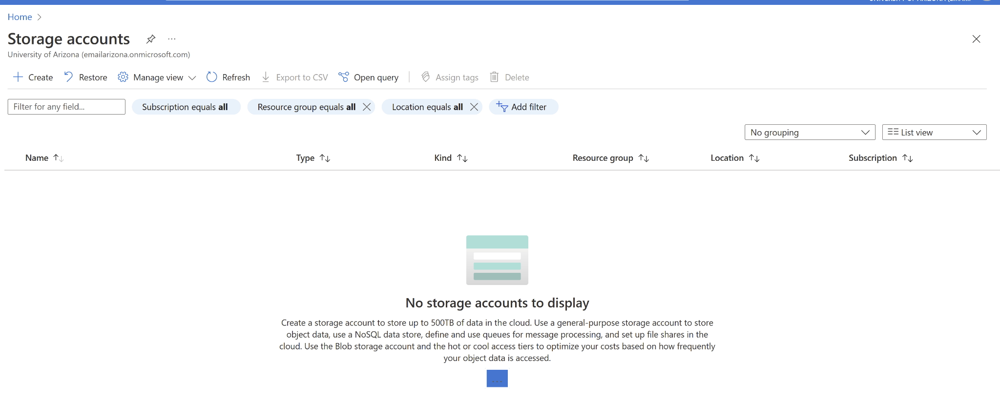 Home
Storage accounts
University of Arizona (emailarizona.onmicrosoft.com)
Create Restore Manage view Refresh Export to CSV Open query Assign tags Delete
Filter for any field... Subscription equals all Resource group equals all Location equals all Add filter
No grouping List view
Name Type Kind Resource group Location Subscription
No storage accounts to display
Create a storage account to store up to 500TB of data in the cloud. Use a general-purpose storage account to store
object data, use a NoSQL data store, define and use queues for message processing, and set up file shares in the
cloud. Use the Blob storage account and the hot or cool access tiers to optimize your costs based on how frequently
your object data is accessed.
...